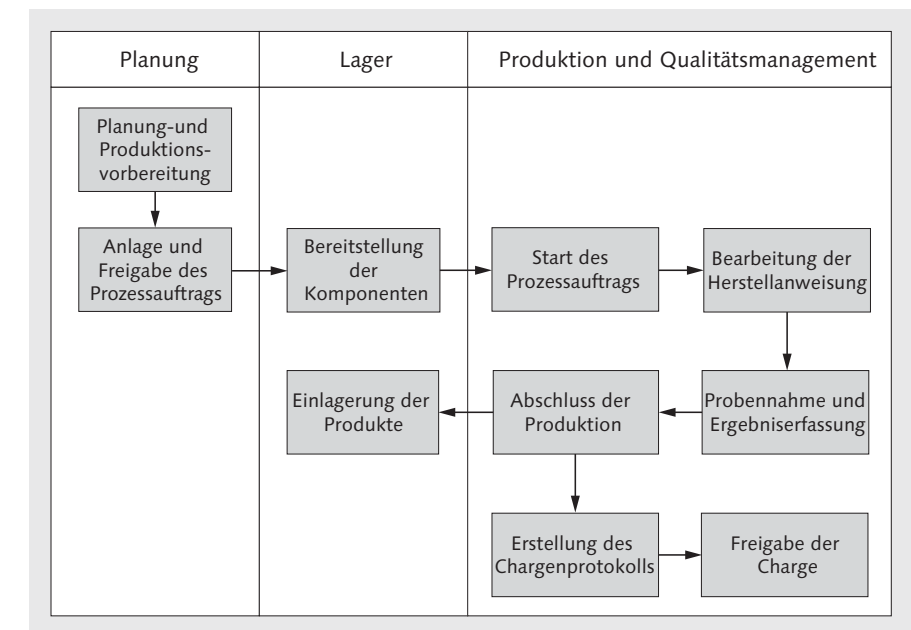 Planung
Lager
Produktion und Qualitätsmanagement
Planung-und
Produktions-
vorbereitung
Anlage und
Freigabe des
Prozessauftrags
Bereitstellung
der
Komponenten
Start des
Prozessauftrags
Bearbeitung der
Herstellanweisung
Einlagerung der
Produkte
Abschluss der
Produktion
Probennahme und
Ergebniserfassung
Erstellung des
Chargenprotokolls
Freigabe der
Charge